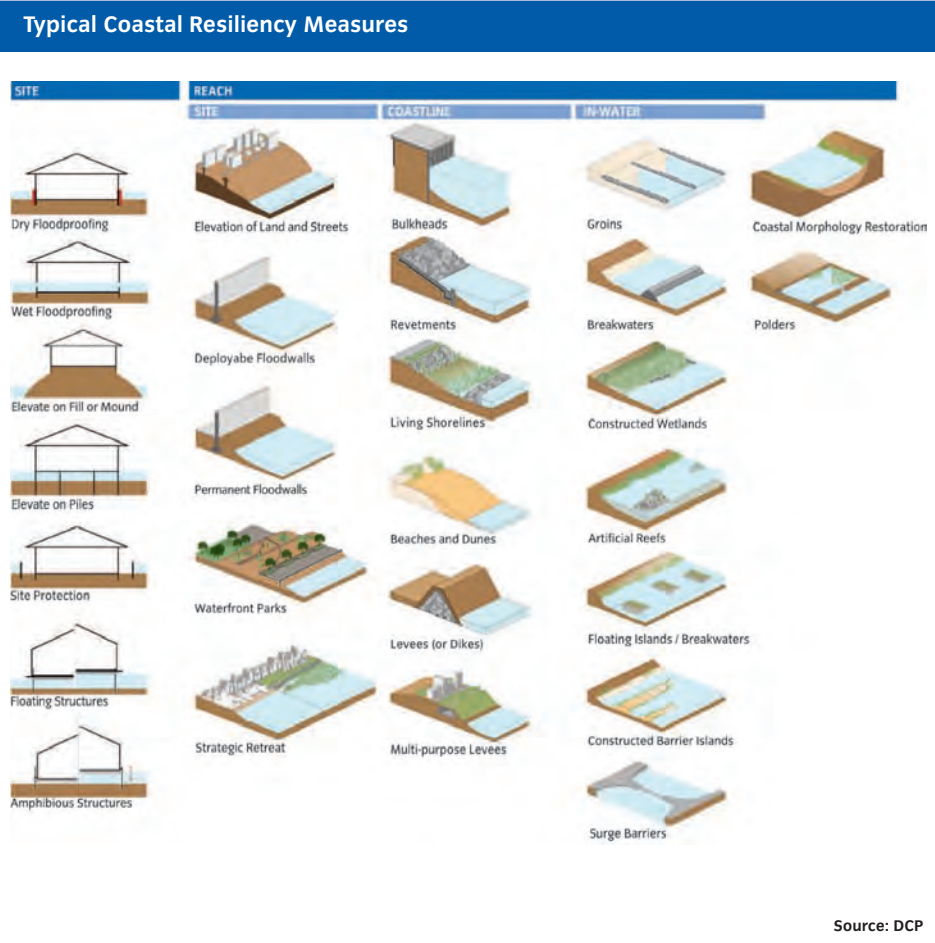 Typical Coastal Resiliency Measures
SITE
REACH
SITE
COASTLINE
IN-WATER
Dry Floodproofing
Wet Floodproofing
Elevate on Fill or Mound
Elevate on Piles
Site Protection
Floating Structures
Amphibious Structures
Elevation of Land and Streets
Deployabe Floodwalls
Permanent Floodwalls
Waterfront Parks
Strategic Retreat
Bulkheads
Revetments
Living Shorelines
Beaches and Dunes
Levees (or Dikes)
Multi-purpose Levees
Groins
Breakwaters
Constructed Wetlands
Artificial Reefs
Floating Islands / Breakwaters
Constructed Barrier Islands
Surge Barriers
Coastal Morphology Restoration
Polders
Source: DCP